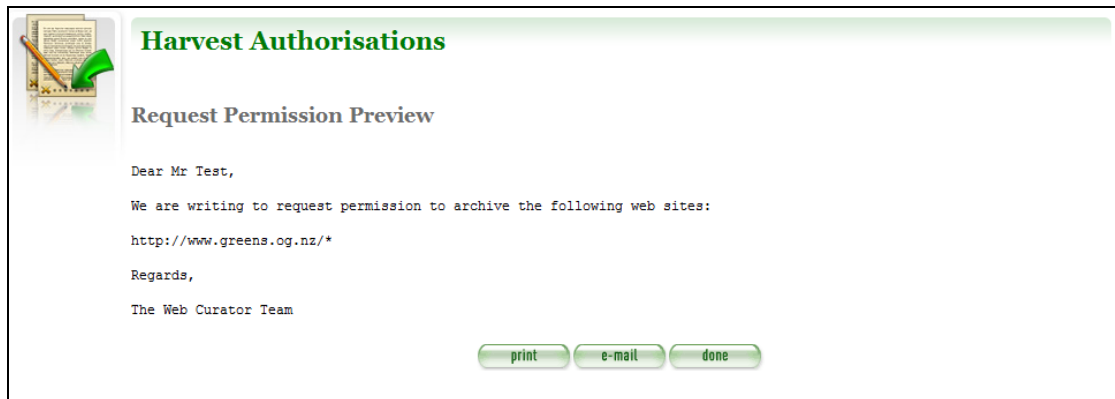 Harvest Authorisations
Request Permission Preview
Dear Mr Test,
We are writing to request permission to archive the following web sites:
http://www.greens.og.nz/*
Regards,
The Web Curator Team
print
e-mail
done